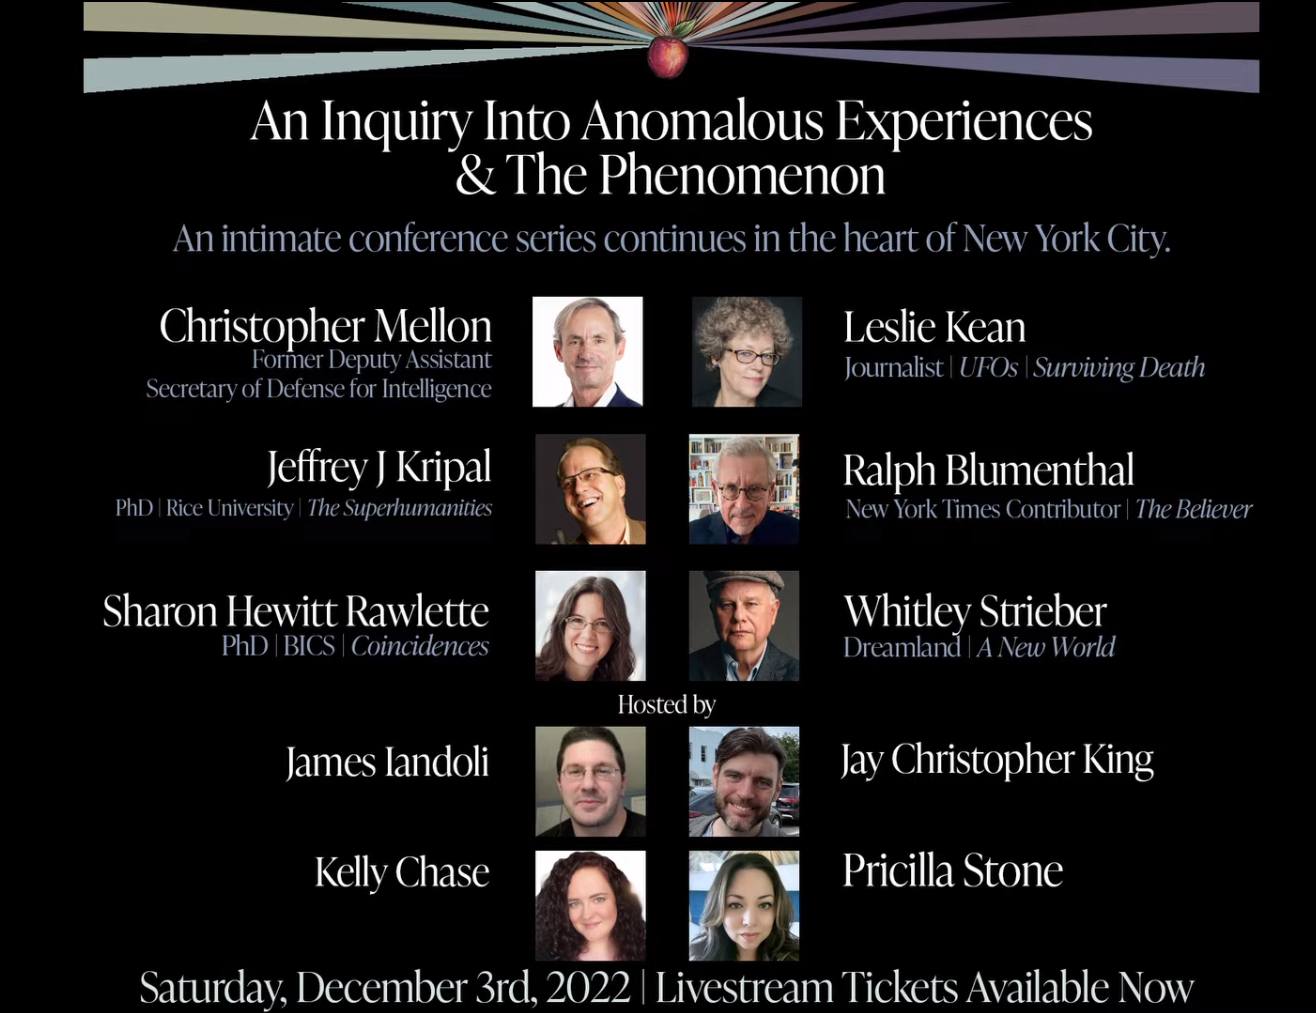 An Inquiry Into Anomalous Experiences
& The Phenomenon
An intimate conference series continues in the heart of New York City.
Christopher Mellon
Former Deputy Assistant
Secretary of Defense for Intelligence
Leslie Kean
Journalist | UFOs | Surviving Death
Jeffrey J Kripal
PhD | Rice University | The Superhumanities
Ralph Blumenthal
New York Times Contributor | The Believer
Sharon Hewitt Rawlette
PhD | BICS | Coincidences
Whitley Strieber
Dreamland | A New World
Hosted by
James Iandoli
Jay Christopher King
Kelly Chase
Pricilla Stone
Saturday, December 3rd, 2022 | Livestream Tickets Available Now